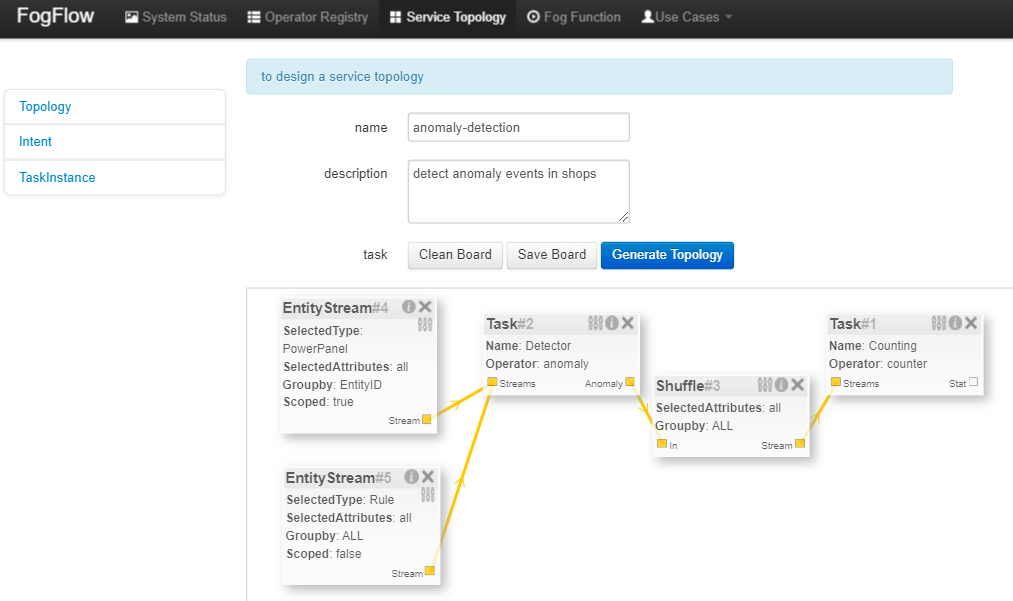 FogFlow System Status Operator Registry Service Topology Fog Function Use Cases
to design a service topology
Topology
Intent
TaskInstance
name anomaly-detection
description detect anomaly events in shops
task Clean Board Save Board Generate Topology
EntityStream#4
SelectedType:
PowerPanel
SelectedAttributes: all
Groupby: EntityID
Scoped: true
Stream
Task#2
Name: Detector
Operator: anomaly
Streams Anomaly
Task#1
Name: Counting
Operator: counter
Streams Stat
Shuffle#3
SelectedAttributes: all
Groupby: ALL
In Stream
EntityStream#5
SelectedType: Rule
SelectedAttributes: all
Groupby: ALL
Scoped: false
Stream